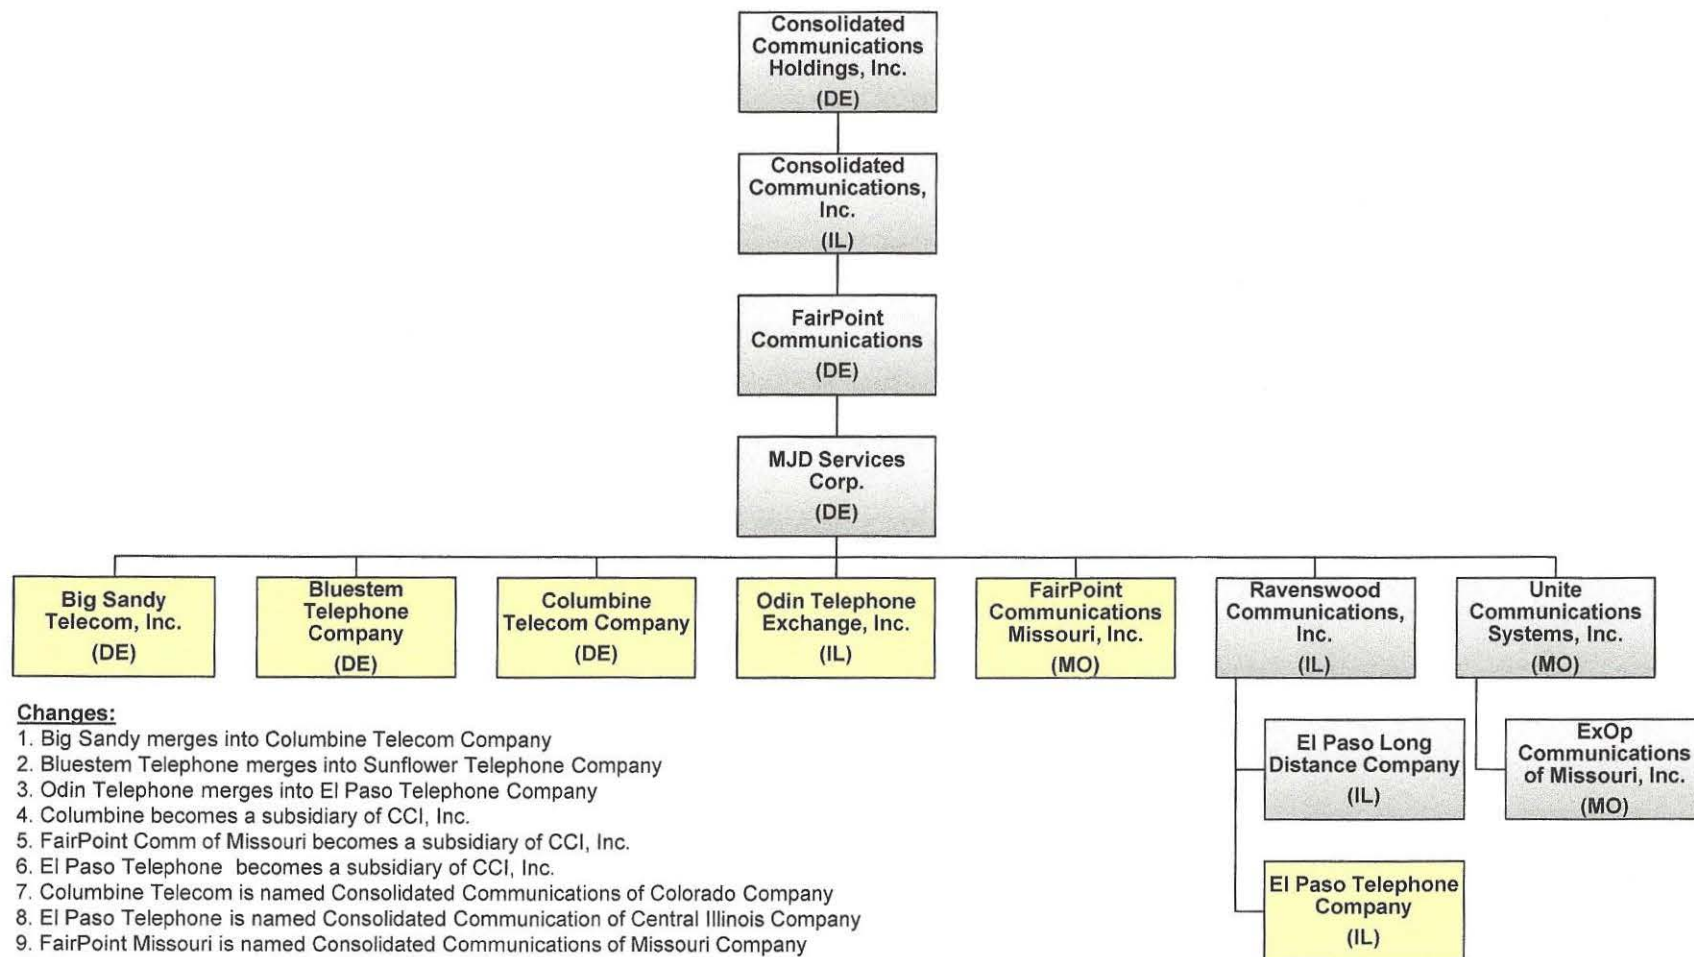 Consolidated
Communications
Holdings, Inc.
(DE)
Consolidated
Communications,
Inc.
(IL)
FairPoint
Communications
(DE)
MJD Services
Corp.
(DE)
Big Sandy
Telecom, Inc.
(DE)
Bluestem
Telephone
Company
(DE)
Columbine
Telecom Company
(DE)
Odin Telephone
Exchange, Inc.
(IL)
FairPoint
Communications
Missouri, Inc.
(MO)
Ravenswood
Communications,
Inc.
(IL)
Unite
Communications
Systems, Inc.
(MO)
El Paso Long
Distance Company
(IL)
ExOp
Communications
of Missouri, Inc.
(MO)
El Paso Telephone
Company
(IL)
Changes:
1. Big Sandy merges into Columbine Telecom Company
2. Bluestem Telephone merges into Sunflower Telephone Company
3. Odin Telephone merges into El Paso Telephone Company
4. Columbine becomes a subsidiary of CCI, Inc.
5. FairPoint Comm of Missouri becomes a subsidiary of CCI, Inc.
6. El Paso Telephone  becomes a subsidiary of CCI, Inc.
7. Columbine Telecom is named Consolidated Communications of Colorado Company
8. El Paso Telephone is named Consolidated Communication of Central Illinois Company
9. FairPoint Missouri is named Consolidated Communications of Missouri Company